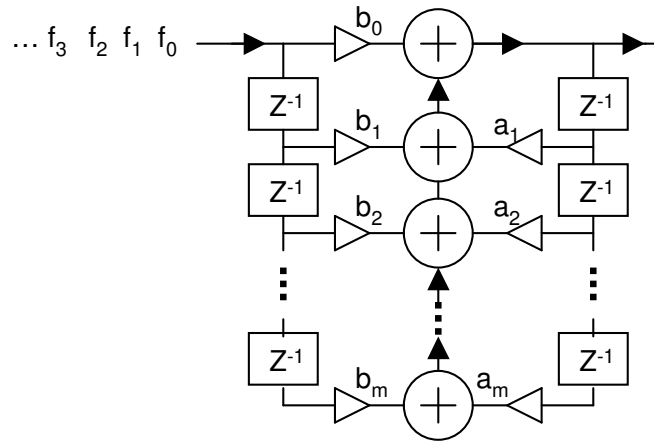 ... f₃ f₂ f₁ f₀
b₀
Z⁻¹
Z⁻¹
b₁
a₁
Z⁻¹
Z⁻¹
b₂
a₂
Z⁻¹
Z⁻¹
bₘ
aₘ